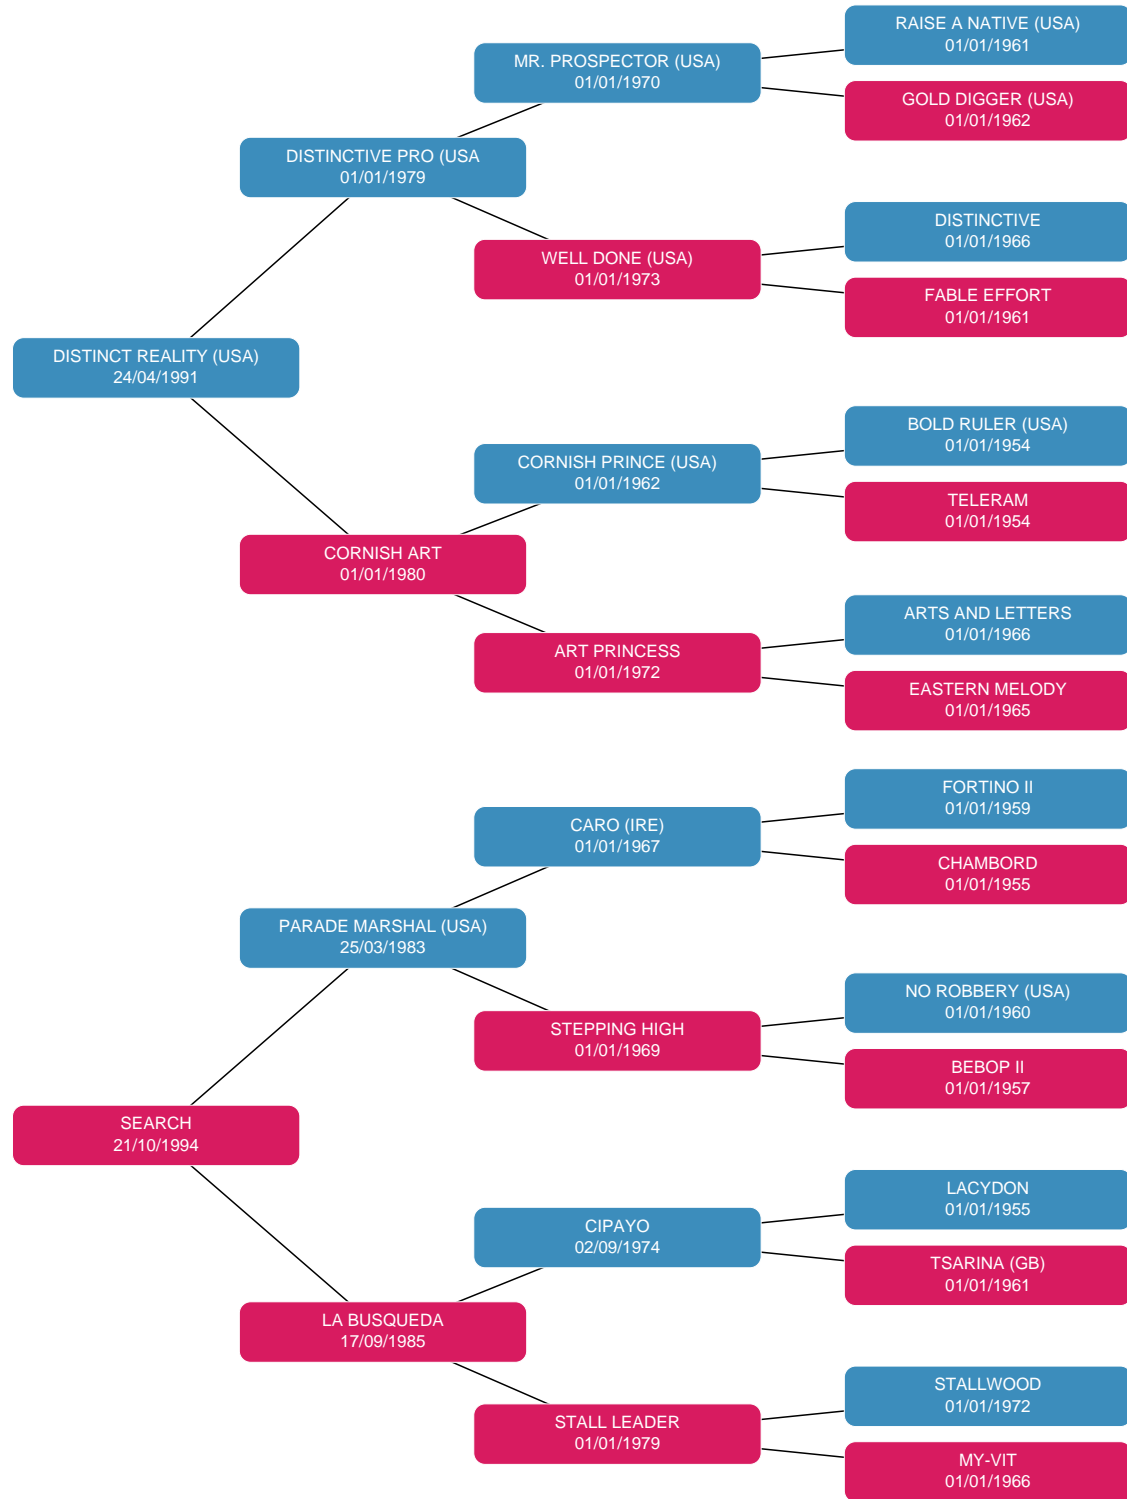 RAISE A NATIVE (USA)
01/01/1961
MR. PROSPECTOR (USA)
01/01/1970
GOLD DIGGER (USA)
01/01/1962
DISTINCTIVE PRO (USA
01/01/1979
DISTINCTIVE
01/01/1966
WELL DONE (USA)
01/01/1973
FABLE EFFORT
01/01/1961
DISTINCT REALITY (USA)
24/04/1991
BOLD RULER (USA)
01/01/1954
CORNISH PRINCE (USA)
01/01/1962
TELERAM
01/01/1954
CORNISH ART
01/01/1980
ARTS AND LETTERS
01/01/1966
ART PRINCESS
01/01/1972
EASTERN MELODY
01/01/1965
FORTINO II
01/01/1959
CARO (IRE)
01/01/1967
CHAMBORD
01/01/1955
PARADE MARSHAL (USA)
25/03/1983
NO ROBBERY (USA)
01/01/1960
STEPPING HIGH
01/01/1969
BEBOP II
01/01/1957
SEARCH
21/10/1994
LACYDON
01/01/1955
CIPAYO
02/09/1974
TSARINA (GB)
01/01/1961
LA BUSQUEDA
17/09/1985
STALLWOOD
01/01/1972
STALL LEADER
01/01/1979
MY-VIT
01/01/1966